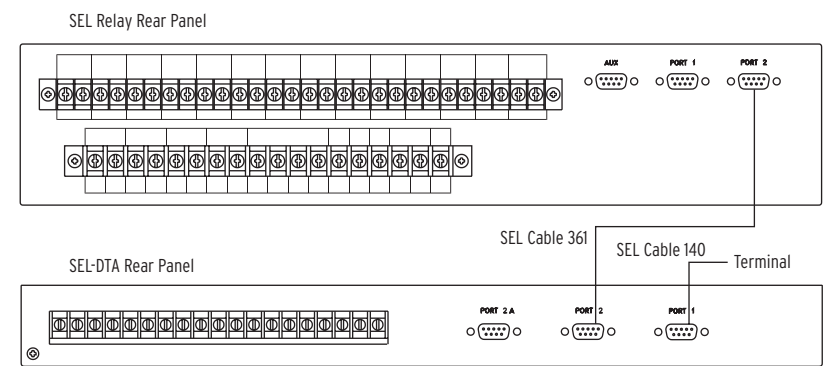 SEL Relay Rear Panel
AUX
PORT 1
PORT 2
SEL Cable 361
SEL Cable 140
Terminal
SEL-DTA Rear Panel
PORT 2 A
PORT 2
PORT 1